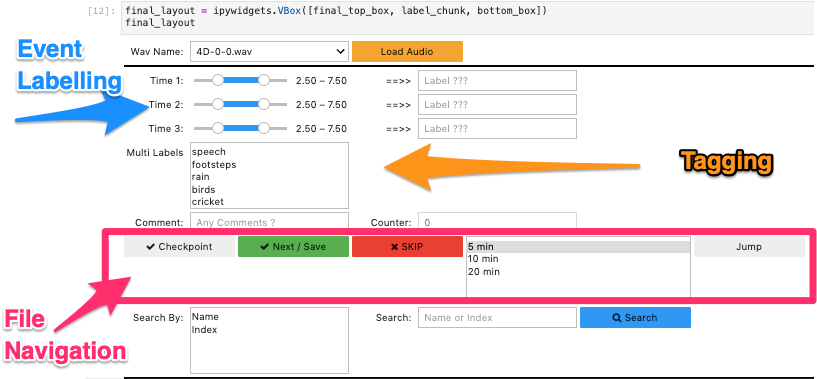 [12]: final_layout = ipywidgets.VBox([final_top_box, label_chunk, bottom_box])
final_layout
Wav Name: 4D-0-0.wav Load Audio
Event
Labelling
Time 1: 2.50 – 7.50 ==>> Label ???
Time 2: 2.50 – 7.50 ==>> Label ???
Time 3: 2.50 – 7.50 ==>> Label ???
Multi Labels
speech
footsteps
rain
birds
cricket
Tagging
Comment: Any Comments ? Counter: 0
Checkpoint Next / Save SKIP 5 min Jump
10 min
20 min
File
Navigation
Search By: Name Search: Name or Index Search
Index